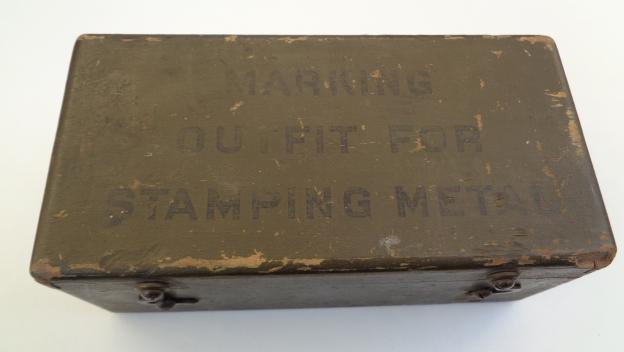 MARKING
OUTFIT FOR
STAMPING METAL